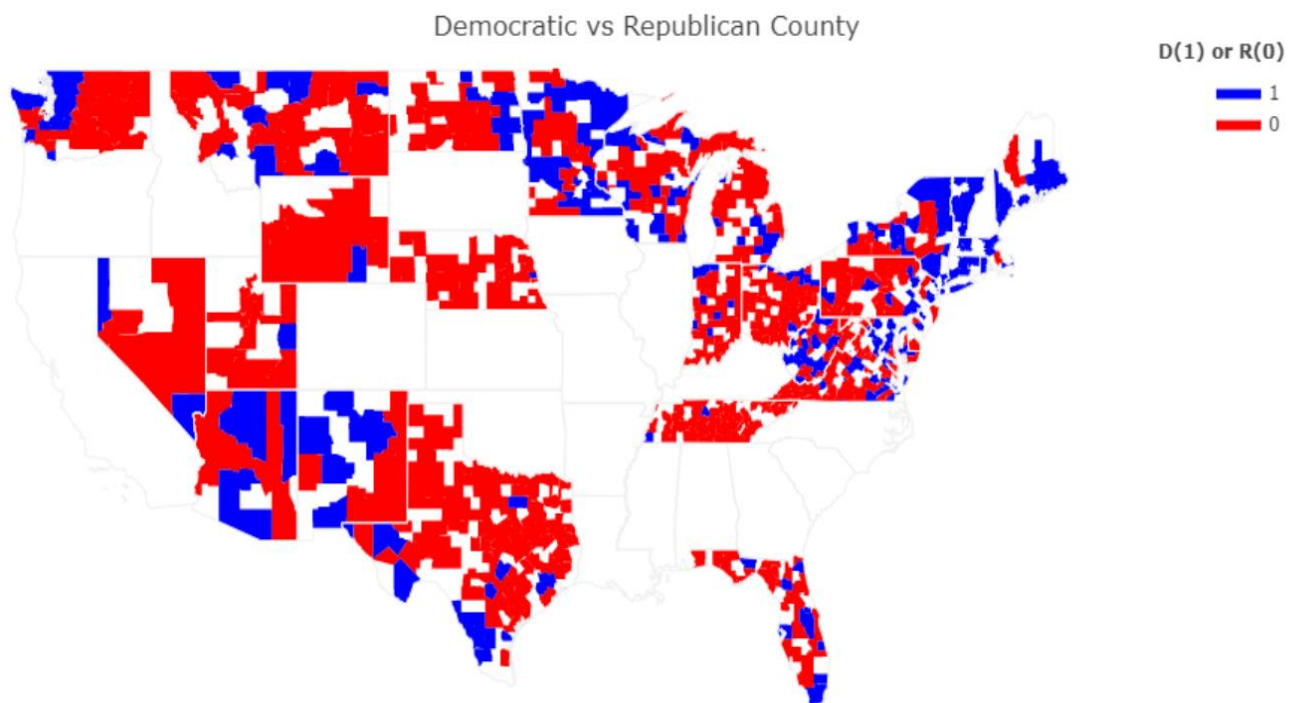 Democratic vs Republican County
D(1) or R(0)
1
0